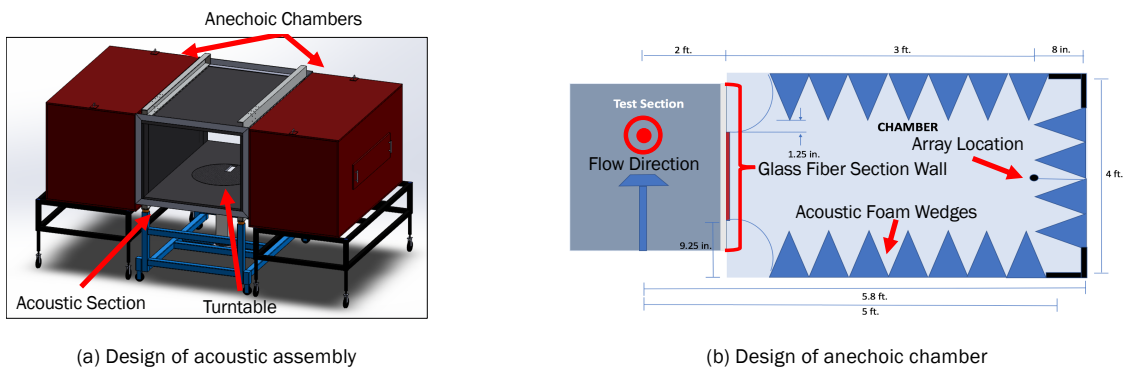 Anechoic Chambers
Acoustic Section
Turntable
(a) Design of acoustic assembly
2 ft.
3 ft.
8 in.
Test Section
Flow Direction
CHAMBER
1.25 in.
Array Location
Glass Fiber Section Wall
4 ft.
Acoustic Foam Wedges
9.25 in.
5.8 ft.
5 ft.
(b) Design of anechoic chamber